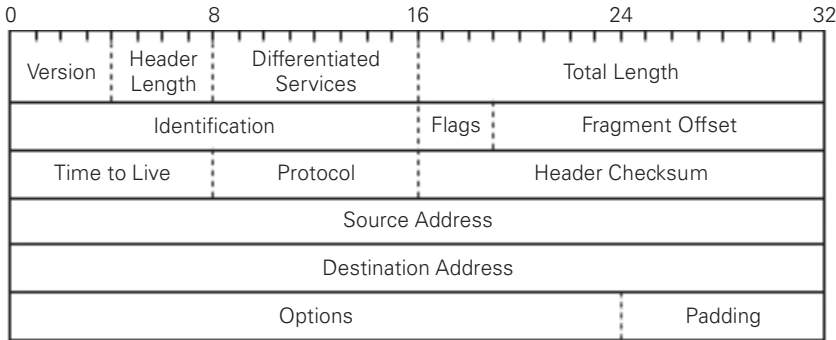 0 8 16 24 32
Version Header Length Differentiated Services Total Length
Identification Flags Fragment Offset
Time to Live Protocol Header Checksum
Source Address
Destination Address
Options Padding